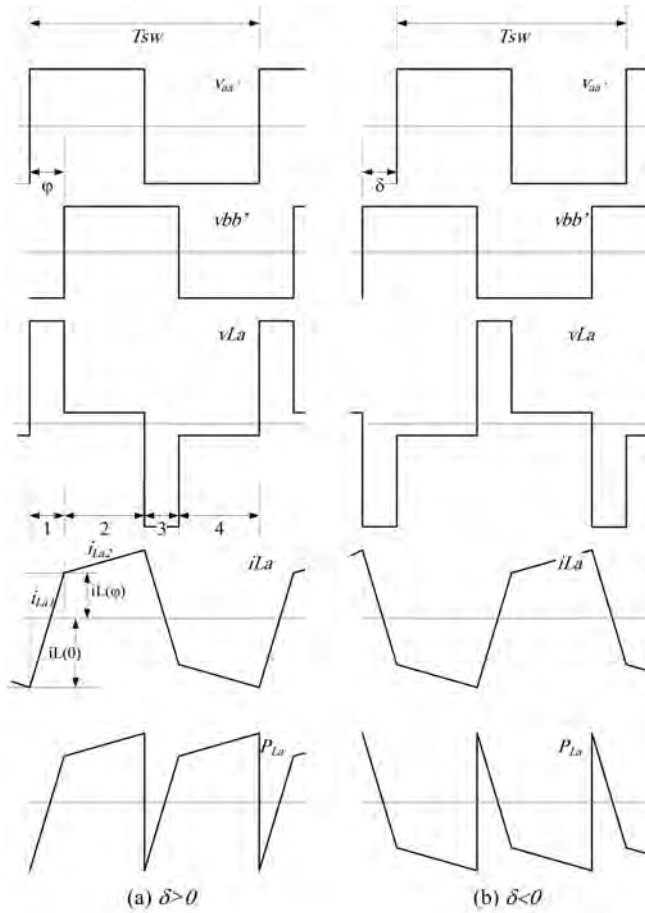 Tsw
Tsw
vaa'
vaa'
φ
δ
vbb'
vbb'
vLa
vLa
1 2 3 4
iLa2
iLa
iLa
iLa1
iL(φ)
iL(0)
PLa
PLa
(a) δ>0
(b) δ<0